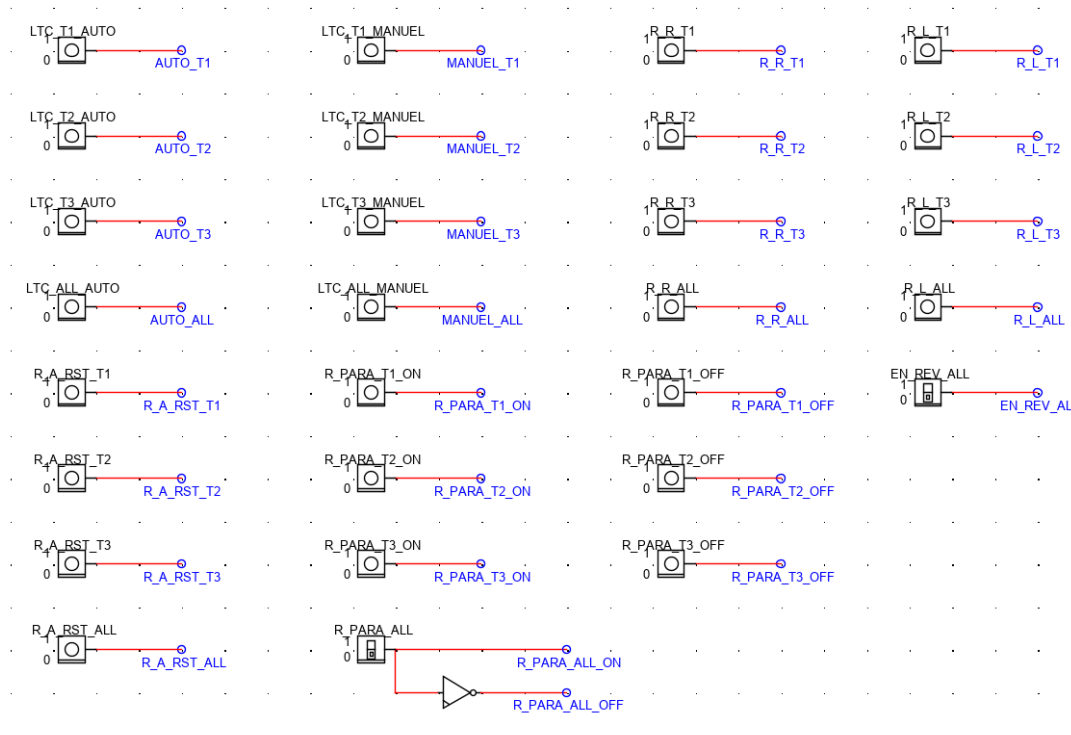 LTC_T1_AUTO LTC_T1_MANUEL R_R_T1 R_L_T1
1 1 1 1
0 0 0 0
AUTO_T1 MANUEL_T1 R_R_T1 R_L_T1
LTC_T2_AUTO LTC_T2_MANUEL R_R_T2 R_L_T2
1 1 1 1
0 0 0 0
AUTO_T2 MANUEL_T2 R_R_T2 R_L_T2
LTC_T3_AUTO LTC_T3_MANUEL R_R_T3 R_L_T3
1 1 1 1
0 0 0 0
AUTO_T3 MANUEL_T3 R_R_T3 R_L_T3
LTC_ALL_AUTO LTC_ALL_MANUEL R_R_ALL R_L_ALL
1 1 1 1
0 0 0 0
AUTO_ALL MANUEL_ALL R_R_ALL R_L_ALL
R_A_RST_T1 R_PARA_T1_ON R_PARA_T1_OFF EN_REV_ALL
1 1 1 1
0 0 0 0
R_A_RST_T1 R_PARA_T1_ON R_PARA_T1_OFF EN_REV_AL
R_A_RST_T2 R_PARA_T2_ON R_PARA_T2_OFF
1 1 1
0 0 0
R_A_RST_T2 R_PARA_T2_ON R_PARA_T2_OFF
R_A_RST_T3 R_PARA_T3_ON R_PARA_T3_OFF
1 1 1
0 0 0
R_A_RST_T3 R_PARA_T3_ON R_PARA_T3_OFF
R_A_RST_ALL R_PARA_ALL
1 1
0 0
R_A_RST_ALL R_PARA_ALL_ON
R_PARA_ALL_OFF